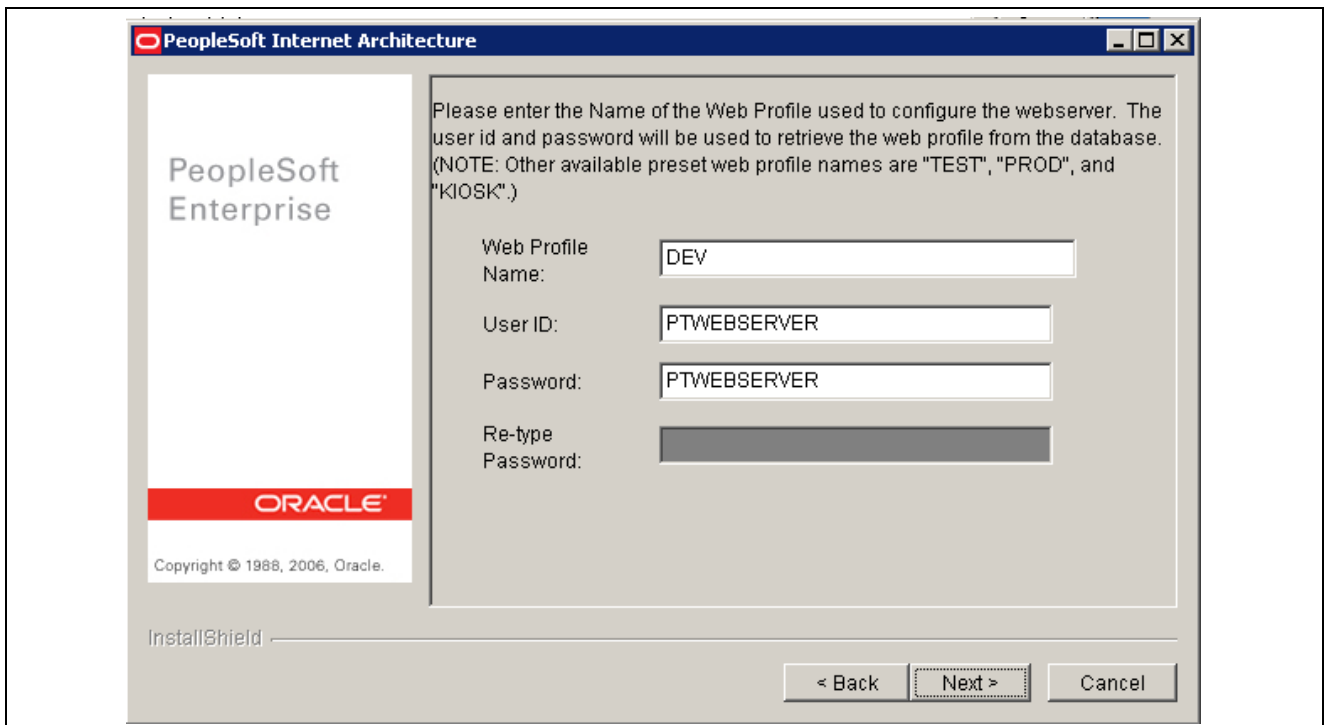 PeopleSoft Internet Architecture
PeopleSoft
Enterprise
ORACLE
Copyright © 1988, 2006, Oracle.
Please enter the Name of the Web Profile used to configure the webserver. The
user id and password will be used to retrieve the web profile from the database.
(NOTE: Other available preset web profile names are "TEST", "PROD", and
"KIOSK".)
Web Profile
Name:
DEV
User ID:
PTWEBSERVER
Password:
PTWEBSERVER
Re-type
Password:
InstallShield
< Back
Next >
Cancel